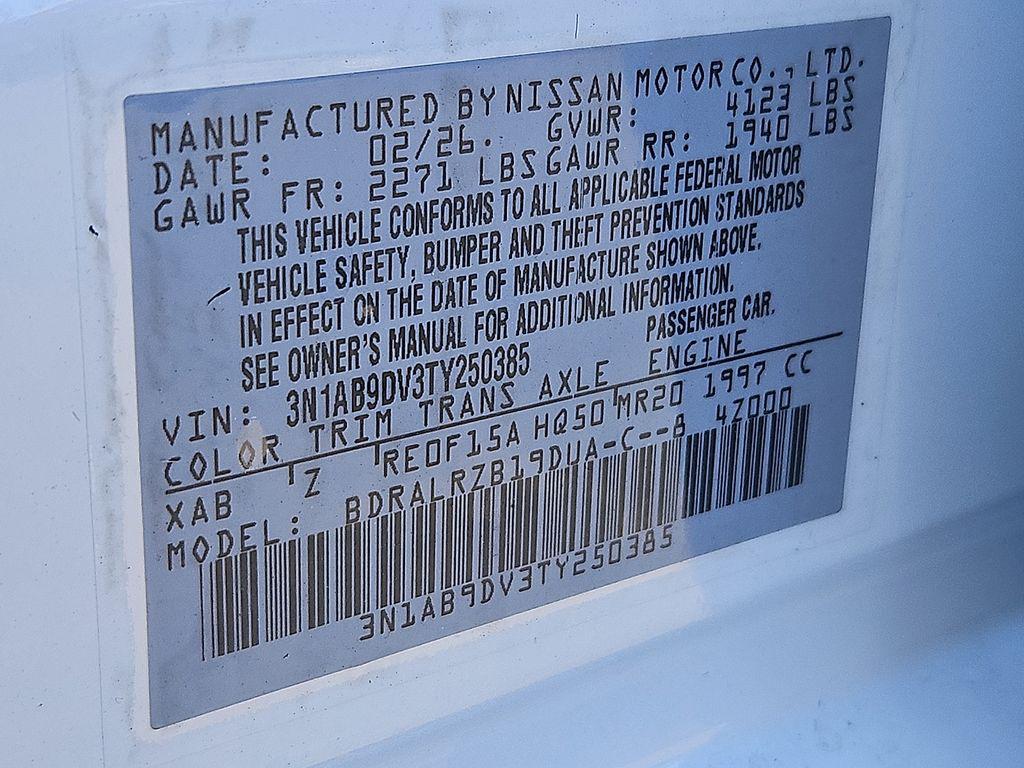 MANUFACTURED BY NISSAN MOTOR CO., LTD.
DATE: 02/26. GVWR: 4123 LBS
GAWR FR: 2271 LBS GAWR RR: 1940 LBS
THIS VEHICLE CONFORMS TO ALL APPLICABLE FEDERAL MOTOR
VEHICLE SAFETY, BUMPER AND THEFT PREVENTION STANDARDS
IN EFFECT ON THE DATE OF MANUFACTURE SHOWN ABOVE.
SEE OWNER'S MANUAL FOR ADDITIONAL INFORMATION.
VIN: 3N1AB9DV3TY250385 PASSENGER CAR.
COLOR TRIM TRANS AXLE ENGINE
XAB Z RE0F15A HQ50 MR20 1997 CC
MODEL: BDRALRZB19DUA-C--8 4Z000
3N1AB9DV3TY250385